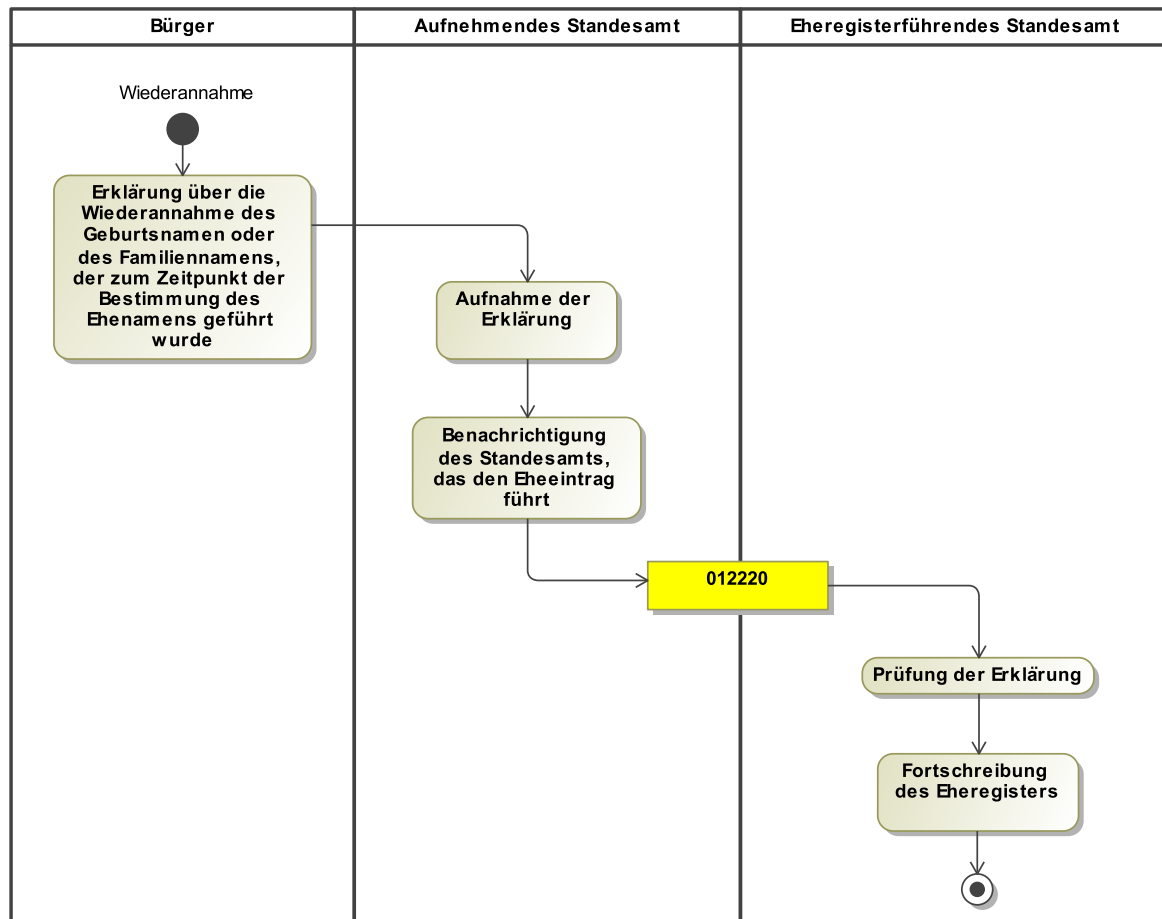 Bürger
Aufnehmendes Standesamt
Eheregisterführendes Standesamt
Wiederannahme
Erklärung über die
Wiederannahme des
Geburtsnamen oder
des Familiennamens,
der zum Zeitpunkt der
Bestimmung des
Ehenamens geführt
wurde
Aufnahme der
Erklärung
Benachrichtigung
des Standesamts,
das den Eheeintrag
führt
012220
Prüfung der Erklärung
Fortschreibung
des Eheregisters